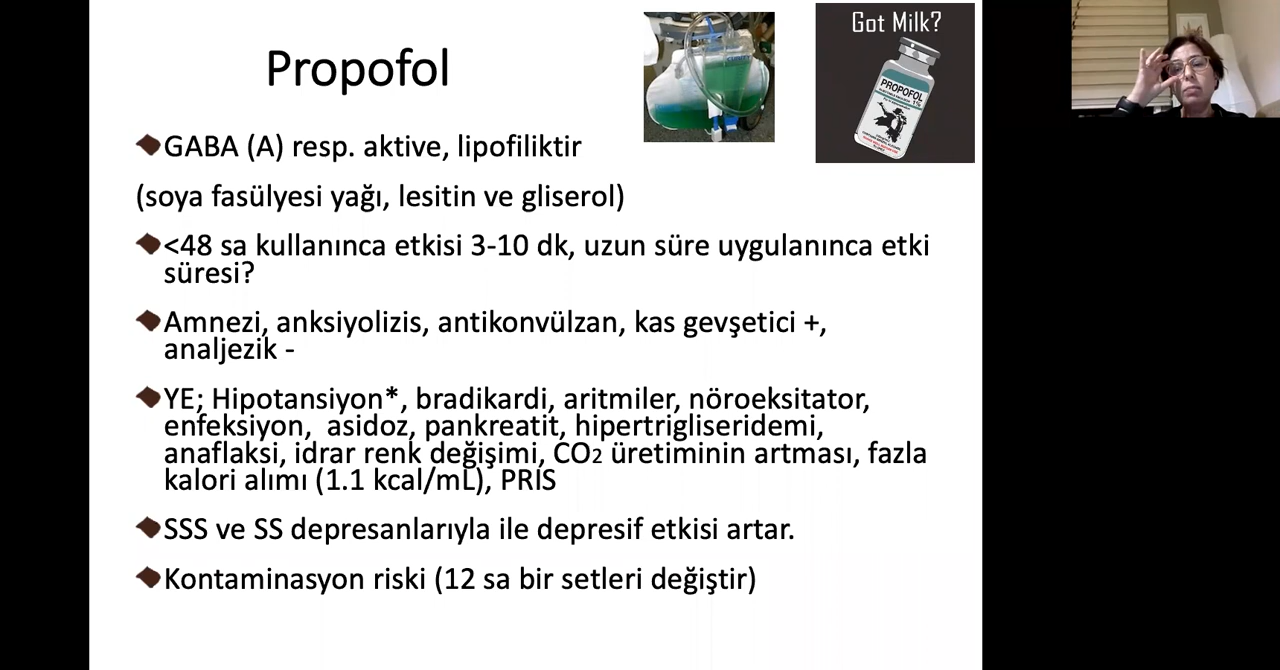 Propofol
Got Milk?
PROPOFOL
1%
GABA (A) resp. aktive, lipofiliktir
(soya fasülyesi yağı, lesitin ve gliserol)
<48 sa kullanınca etkisi 3-10 dk, uzun süre uygulanınca etki
süresi?
Amnezi, anksiyolizis, antikonvülzan, kas gevşetici +,
analjezik -
YE; Hipotansiyon*, bradikardi, aritmiler, nöroeksitator,
enfeksiyon, asidoz, pankreatit, hipertrigliseridemi,
anaflaksi, idrar renk değişimi, CO2 üretiminin artması, fazla
kalori alımı (1.1 kcal/mL), PRIS
SSS ve SS depresanlarıyla ile depresif etkisi artar.
Kontaminasyon riski (12 sa bir setleri değiştir)